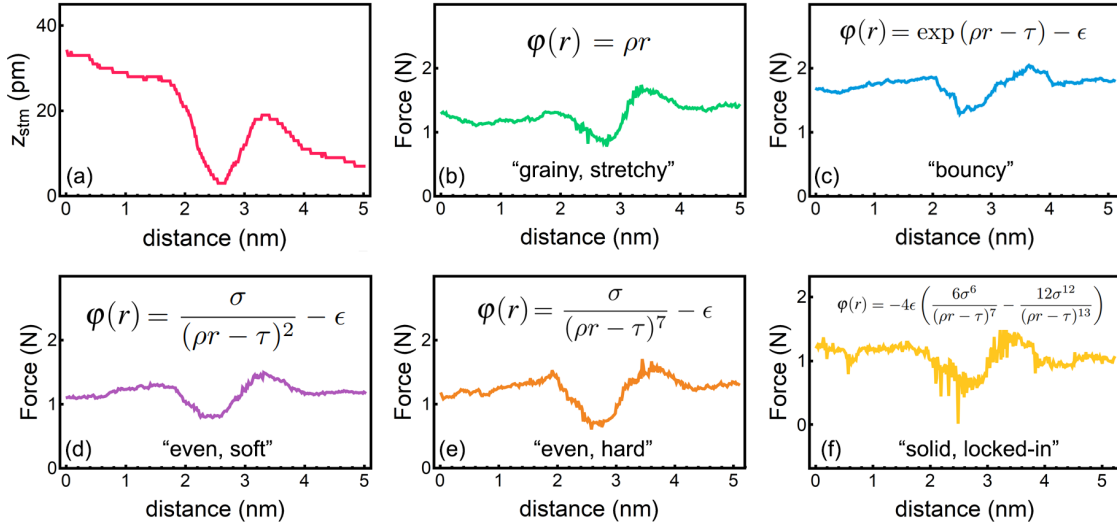 40
20
0
z_stm (pm)
(a)
0 1 2 3 4 5
distance (nm)
φ(r) = ρr
2
1
0
Force (N)
(b)
"grainy, stretchy"
0 1 2 3 4 5
distance (nm)
φ(r) = exp (ρr − τ) − ϵ
2
1
0
Force (N)
(c)
"bouncy"
0 1 2 3 4 5
distance (nm)
φ(r) = σ/(ρr − τ)^2 − ϵ
2
1
0
Force (N)
(d)
"even, soft"
0 1 2 3 4 5
distance (nm)
φ(r) = σ/(ρr − τ)^7 − ϵ
2
1
0
Force (N)
(e)
"even, hard"
0 1 2 3 4 5
distance (nm)
φ(r) = −4ϵ (6σ^6/(ρr − τ)^7 − 12σ^12/(ρr − τ)^13)
2
1
0
Force (N)
(f)
"solid, locked-in"
0 1 2 3 4 5
distance (nm)